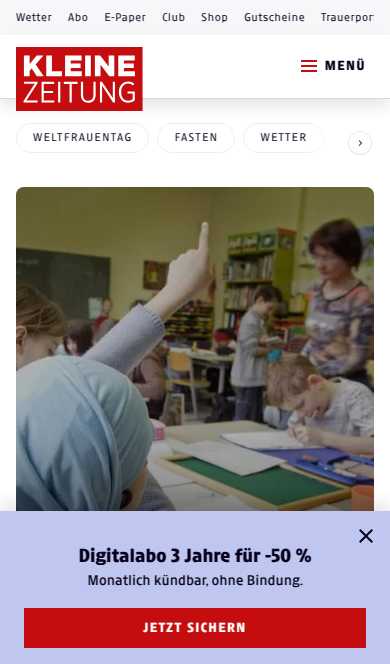 Wetter Abo E-Paper Club Shop Gutscheine Trauerport
KLEINE ZEITUNG
MENÜ
WELTFRAUENTAG FASTEN WETTER
Digitalabo 3 Jahre für -50 %
Monatlich kündbar, ohne Bindung.
JETZT SICHERN